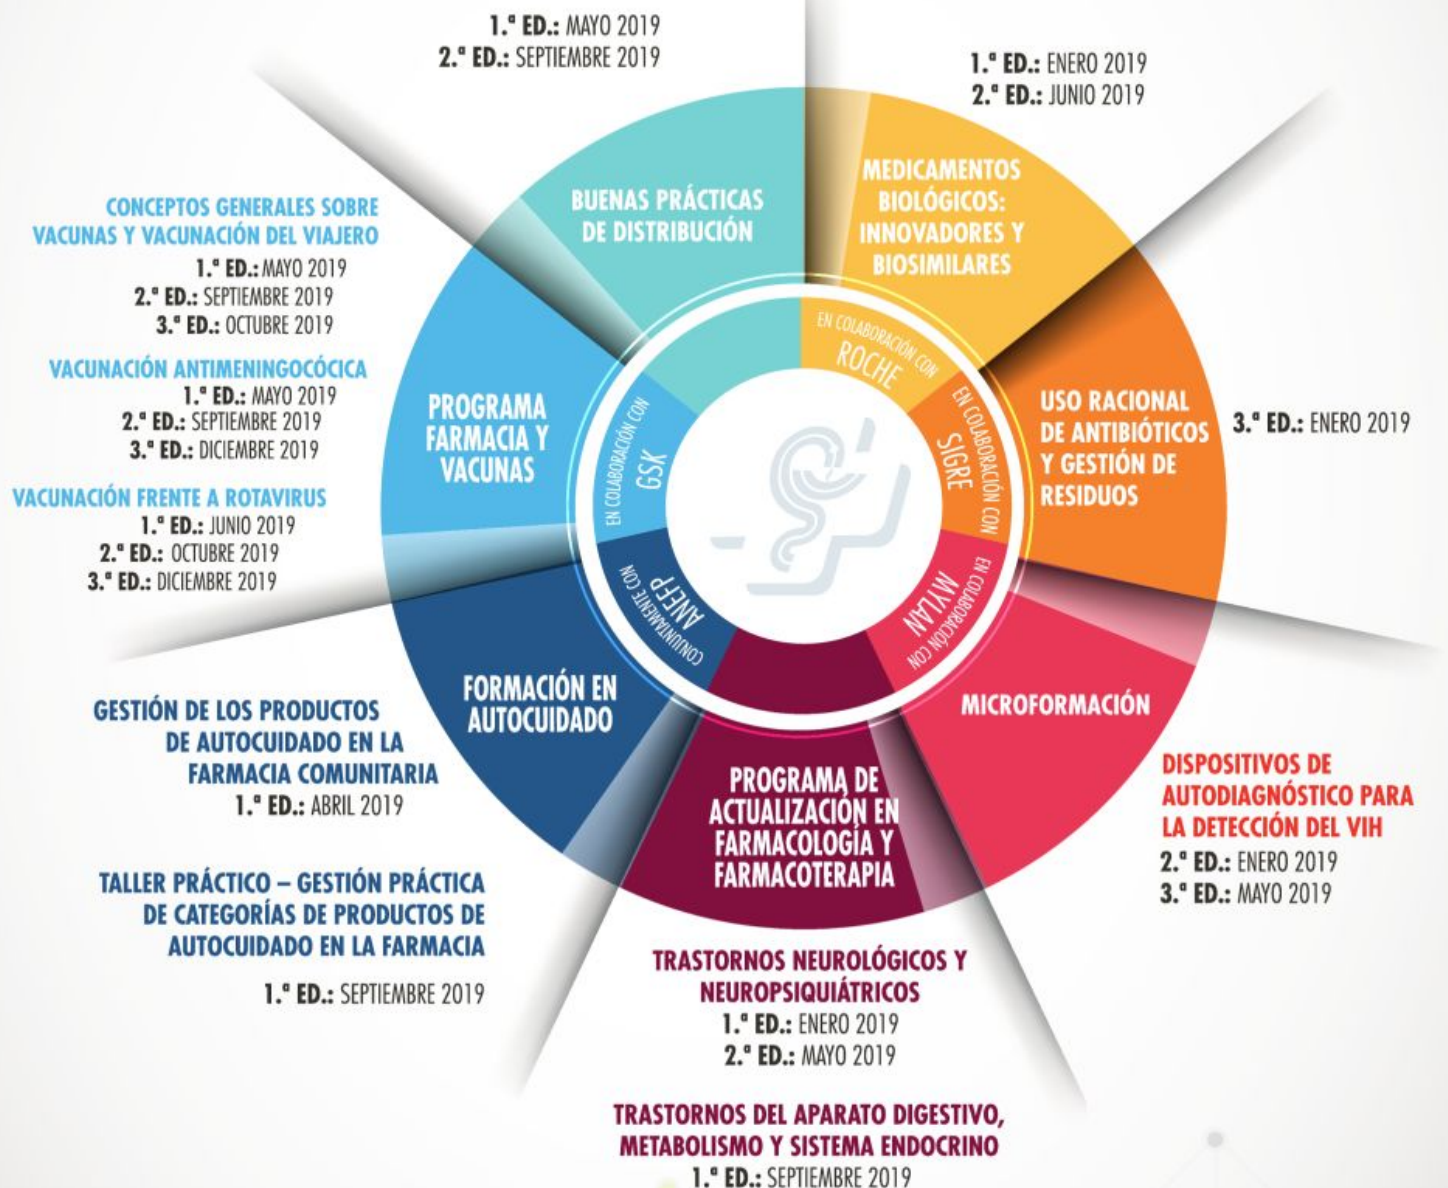 1.ª ED.: MAYO 2019
2.ª ED.: SEPTIEMBRE 2019
BUENAS PRÁCTICAS
DE DISTRIBUCIÓN
1.ª ED.: ENERO 2019
2.ª ED.: JUNIO 2019
MEDICAMENTOS
BIOLÓGICOS:
INNOVADORES Y
BIOSIMILARES
EN COLABORACIÓN CON
ROCHE
USO RACIONAL
DE ANTIBIÓTICOS
Y GESTIÓN DE
RESIDUOS
EN COLABORACIÓN CON
SIGRE
3.ª ED.: ENERO 2019
MICROFORMACIÓN
EN COLABORACIÓN CON
MYLAN
DISPOSITIVOS DE
AUTODIAGNÓSTICO PARA
LA DETECCIÓN DEL VIH
2.ª ED.: ENERO 2019
3.ª ED.: MAYO 2019
PROGRAMA DE
ACTUALIZACIÓN EN
FARMACOLOGÍA Y
FARMACOTERAPIA
TRASTORNOS NEUROLÓGICOS Y
NEUROPSIQUIÁTRICOS
1.ª ED.: ENERO 2019
2.ª ED.: MAYO 2019
TRASTORNOS DEL APARATO DIGESTIVO,
METABOLISMO Y SISTEMA ENDOCRINO
1.ª ED.: SEPTIEMBRE 2019
FORMACIÓN EN
AUTOCUIDADO
CONJUNTAMENTE CON
ANEFP
GESTIÓN DE LOS PRODUCTOS
DE AUTOCUIDADO EN LA
FARMACIA COMUNITARIA
1.ª ED.: ABRIL 2019
TALLER PRÁCTICO – GESTIÓN PRÁCTICA
DE CATEGORÍAS DE PRODUCTOS DE
AUTOCUIDADO EN LA FARMACIA
1.ª ED.: SEPTIEMBRE 2019
PROGRAMA
FARMACIA Y
VACUNAS
EN COLABORACIÓN CON
GSK
CONCEPTOS GENERALES SOBRE
VACUNAS Y VACUNACIÓN DEL VIAJERO
1.ª ED.: MAYO 2019
2.ª ED.: SEPTIEMBRE 2019
3.ª ED.: OCTUBRE 2019
VACUNACIÓN ANTIMENINGOCÓCICA
1.ª ED.: MAYO 2019
2.ª ED.: SEPTIEMBRE 2019
3.ª ED.: DICIEMBRE 2019
VACUNACIÓN FRENTE A ROTAVIRUS
1.ª ED.: JUNIO 2019
2.ª ED.: OCTUBRE 2019
3.ª ED.: DICIEMBRE 2019